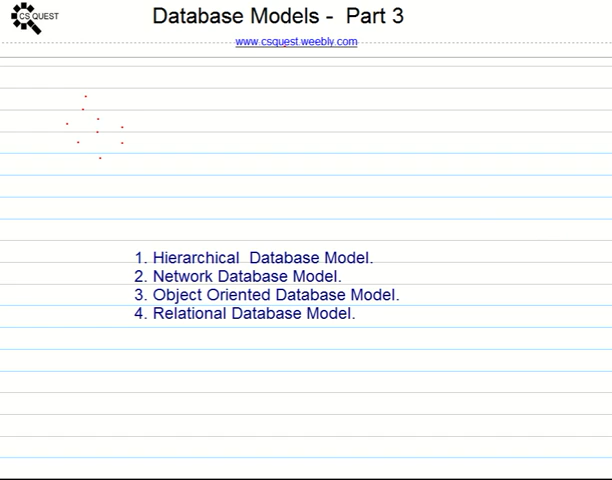 CS QUEST
Database Models - Part 3
www.csquest.weebly.com
1. Hierarchical Database Model.
2. Network Database Model.
3. Object Oriented Database Model.
4. Relational Database Model.